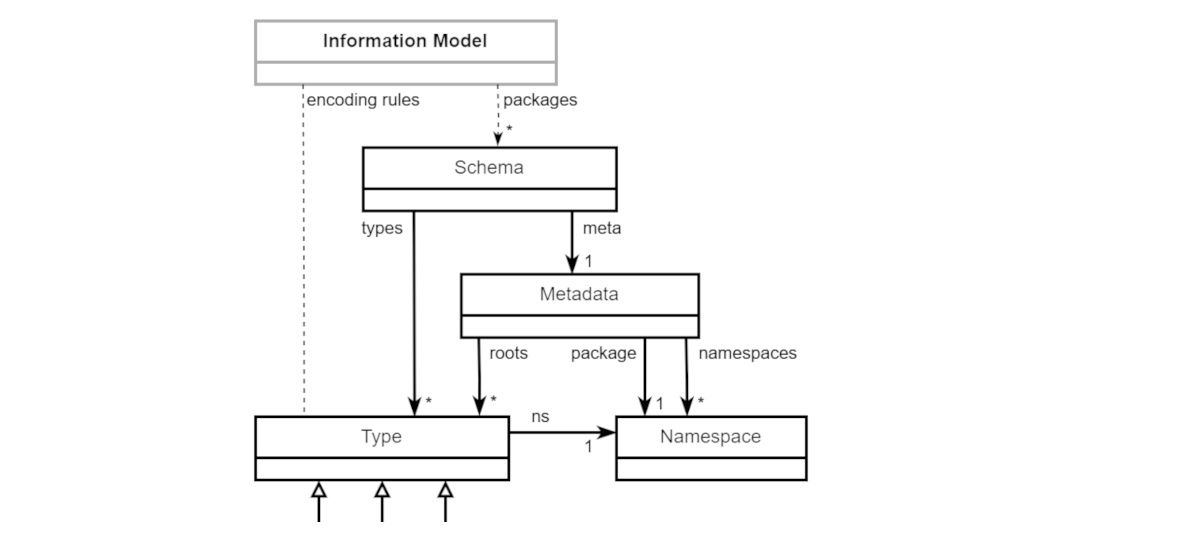 Information Model
encoding rules
packages
*
Schema
types
meta
1
Metadata
roots
package
namespaces
*
*
1
*
ns
Type
1
Namespace